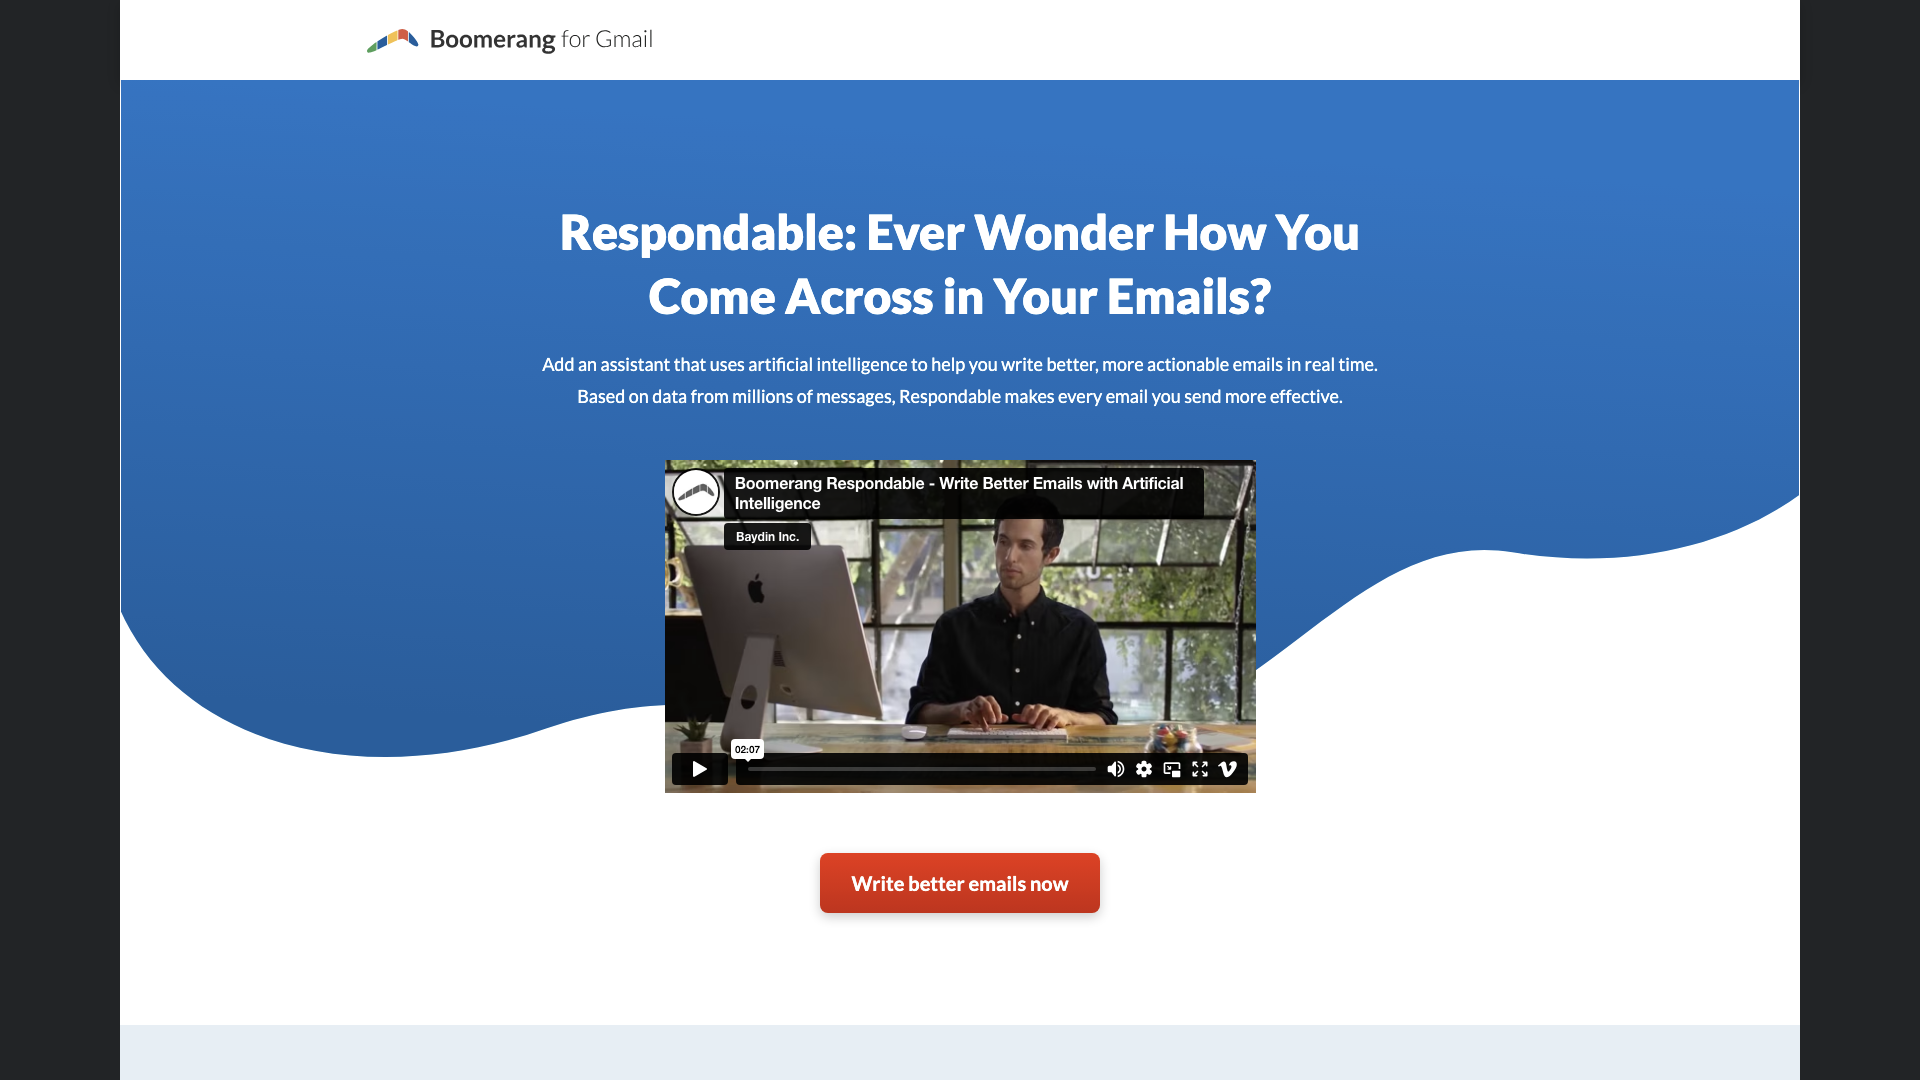 Boomerang for Gmail
Respondable: Ever Wonder How You
Come Across in Your Emails?
Add an assistant that uses artificial intelligence to help you write better, more actionable emails in real time.
Based on data from millions of messages, Respondable makes every email you send more effective.
Boomerang Respondable - Write Better Emails with Artificial
Intelligence
Baydin Inc.
02:07
Write better emails now